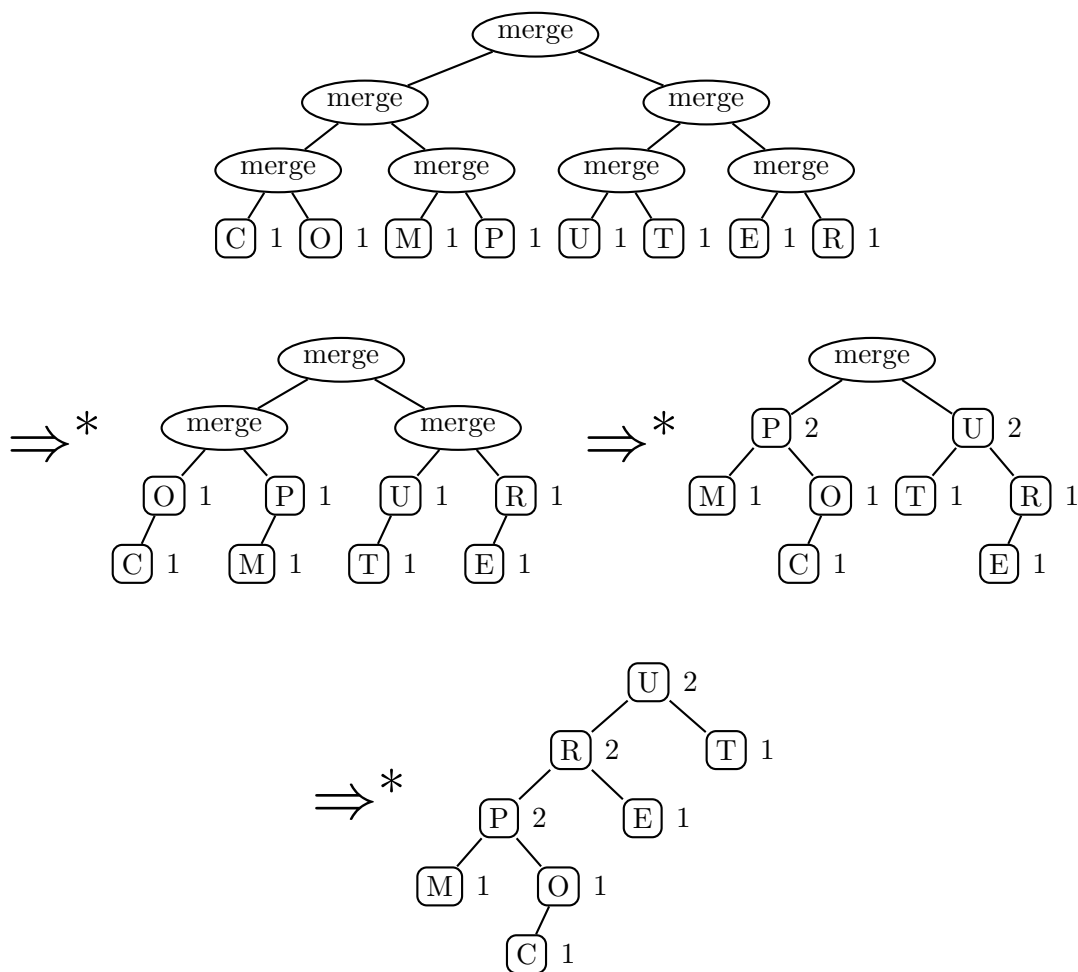 merge
merge merge
merge merge merge merge
C 1 O 1 M 1 P 1 U 1 T 1 E 1 R 1
merge merge
⇒* merge merge ⇒* P 2 U 2
O 1 P 1 U 1 R 1 M 1 O 1 T 1 R 1
C 1 M 1 T 1 E 1 C 1 E 1
U 2
R 2 T 1
⇒* P 2 E 1
M 1 O 1
C 1